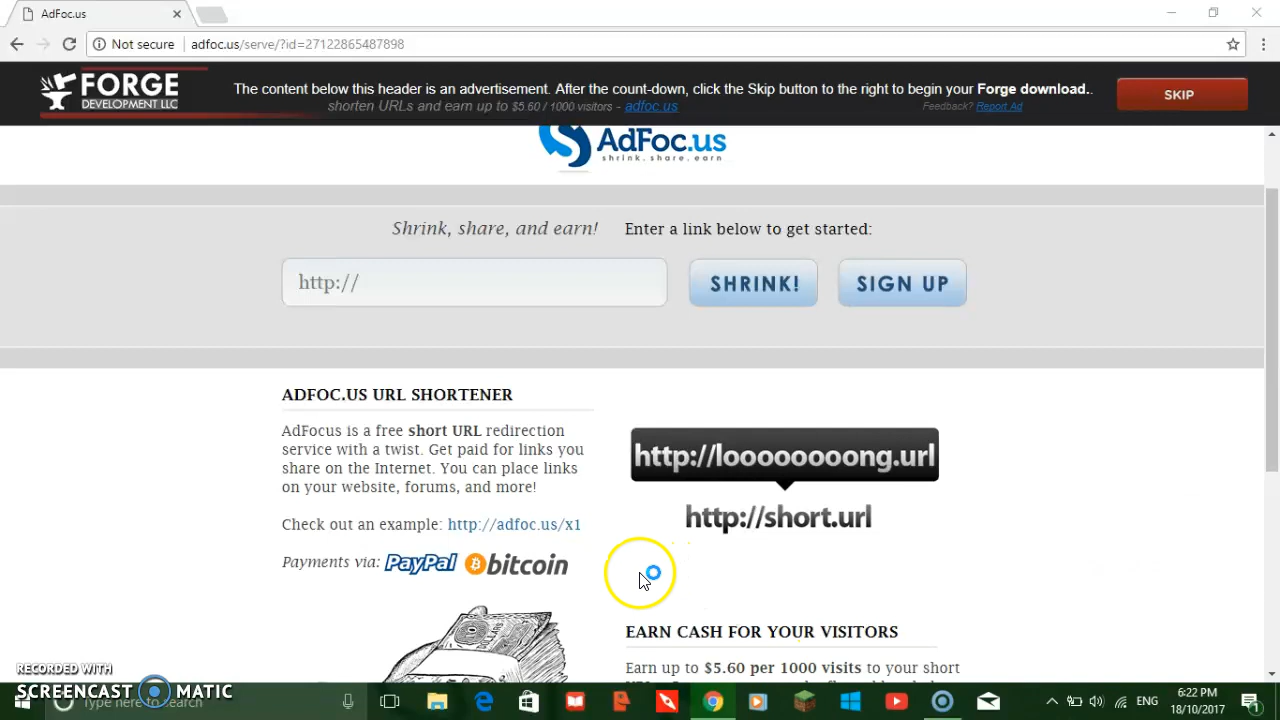 AdFoc.us
Not secure
adfoc.us/serve/?id=27122865487898
FORGE
DEVELOPMENT LLC
The content below this header is an advertisement. After the count-down, click the Skip button to the right to begin your Forge download..
shorten URLs and earn up to $5.60 / 1000 visitors - adfoc.us
Feedback? Report Ad
SKIP
AdFoc.us
shrink. share. earn.
Shrink, share, and earn!
Enter a link below to get started:
http://
SHRINK!
SIGN UP
ADFOC.US URL SHORTENER
AdFocus is a free short URL redirection
service with a twist. Get paid for links you
share on the Internet. You can place links
on your website, forums, and more!
Check out an example: http://adfoc.us/x1
Payments via: PayPal bitcoin
http://looooooooong.url
http://short.url
EARN CASH FOR YOUR VISITORS
Earn up to $5.60 per 1000 visits to your short
RECORDED WITH
SCREENCAST MATIC
Type here to search
ENG
6:22 PM
18/10/2017